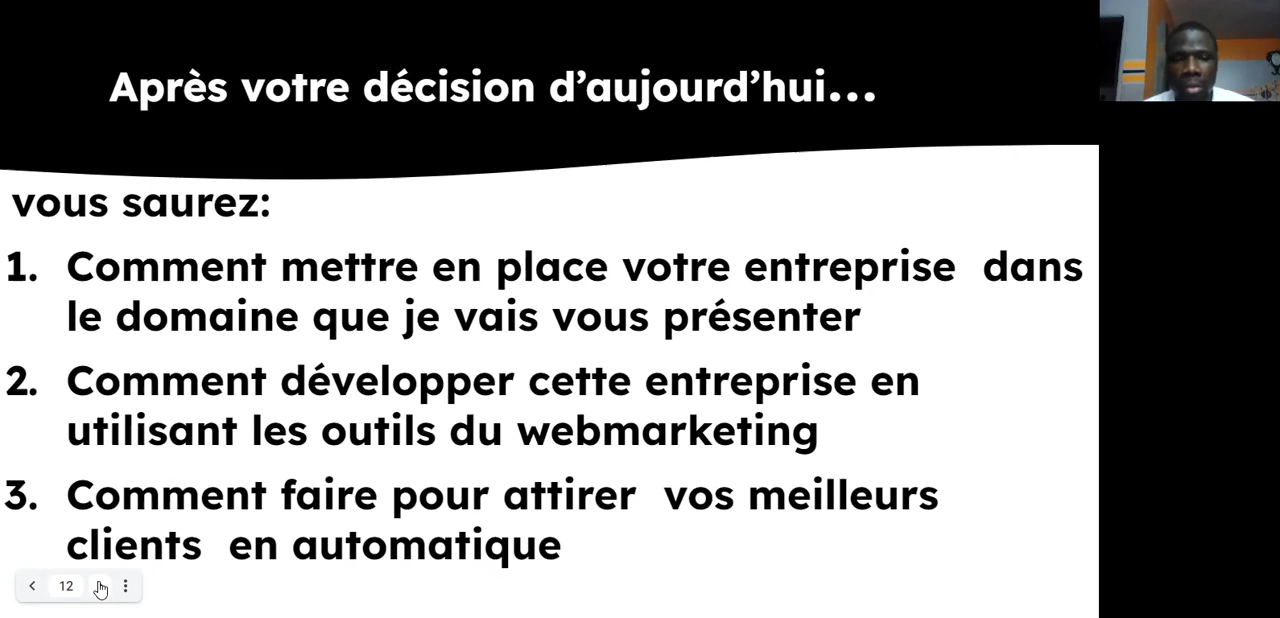 Après votre décision d’aujourd’hui...
vous saurez:
1. Comment mettre en place votre entreprise dans
le domaine que je vais vous présenter
2. Comment développer cette entreprise en
utilisant les outils du webmarketing
3. Comment faire pour attirer vos meilleurs
clients en automatique
12